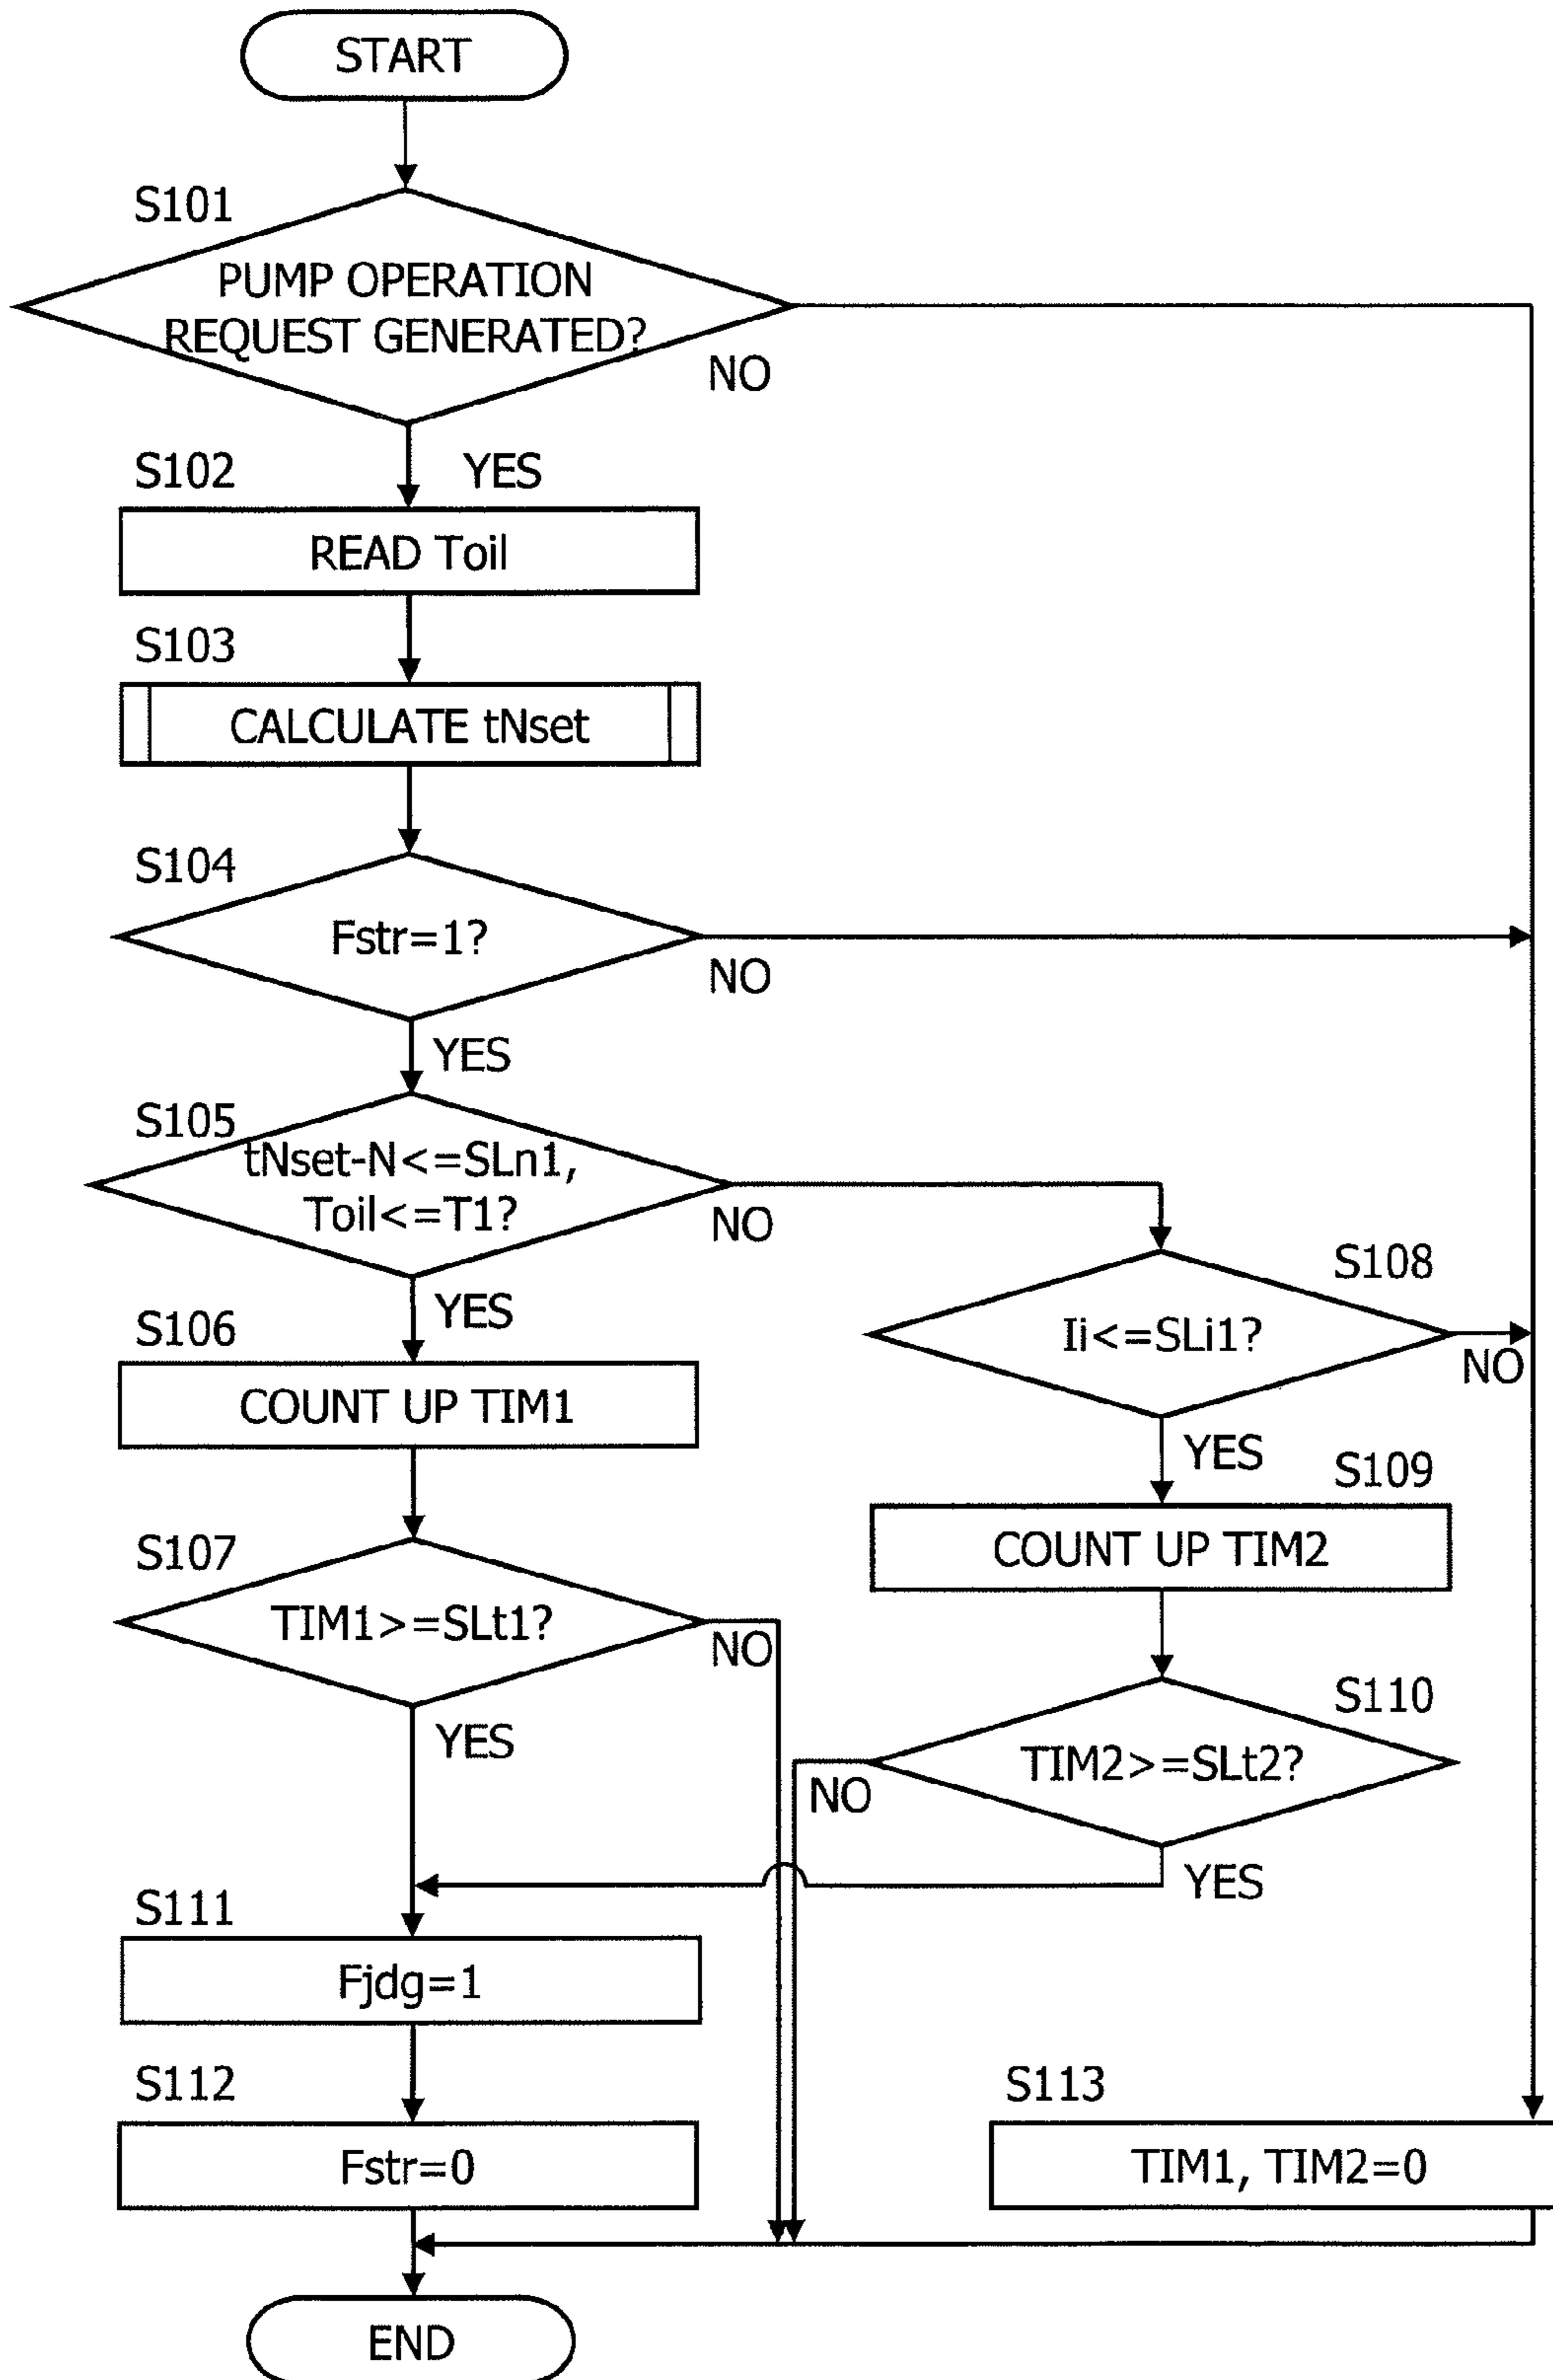 START
S101
PUMP OPERATION
REQUEST GENERATED?
NO
S102
YES
READ Toil
S103
CALCULATE tNset
S104
Fstr=1?
NO
YES
S105
tNset-N<=SLn1,
Toil<=T1?
NO
S108
YES
S106
Ii<=SLi1?
NO
COUNT UP TIM1
YES
S109
S107
COUNT UP TIM2
TIM1>=SLt1?
NO
S110
YES
TIM2>=SLt2?
NO
YES
S111
Fjdg=1
S112
S113
Fstr=0
TIM1, TIM2=0
END